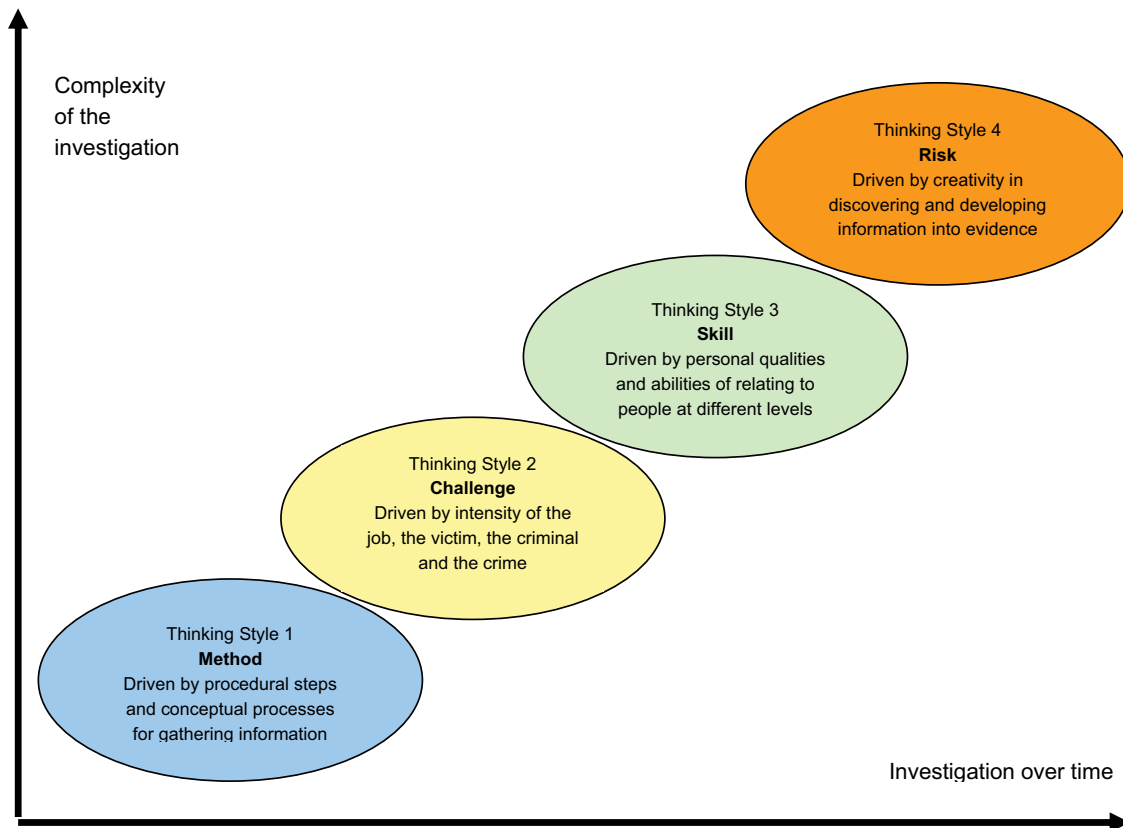 Complexity
of the
investigation
Thinking Style 4
Risk
Driven by creativity in
discovering and developing
information into evidence
Thinking Style 3
Skill
Driven by personal qualities
and abilities of relating to
people at different levels
Thinking Style 2
Challenge
Driven by intensity of the
job, the victim, the criminal
and the crime
Thinking Style 1
Method
Driven by procedural steps
and conceptual processes
for gathering information
Investigation over time